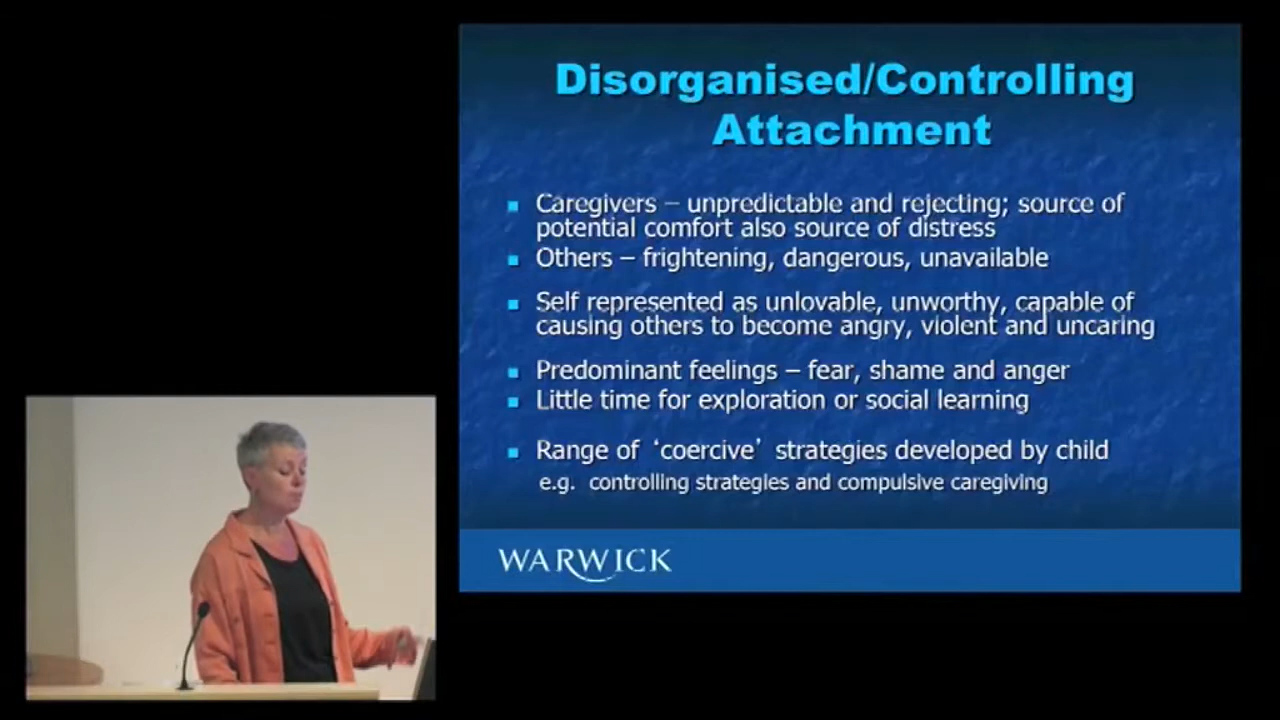 Disorganised/Controlling
Attachment
Caregivers – unpredictable and rejecting; source of
potential comfort also source of distress
Others – frightening, dangerous, unavailable
Self represented as unlovable, unworthy, capable of
causing others to become angry, violent and uncaring
Predominant feelings – fear, shame and anger
Little time for exploration or social learning
Range of ‘coercive’ strategies developed by child
e.g. controlling strategies and compulsive caregiving
WARWICK